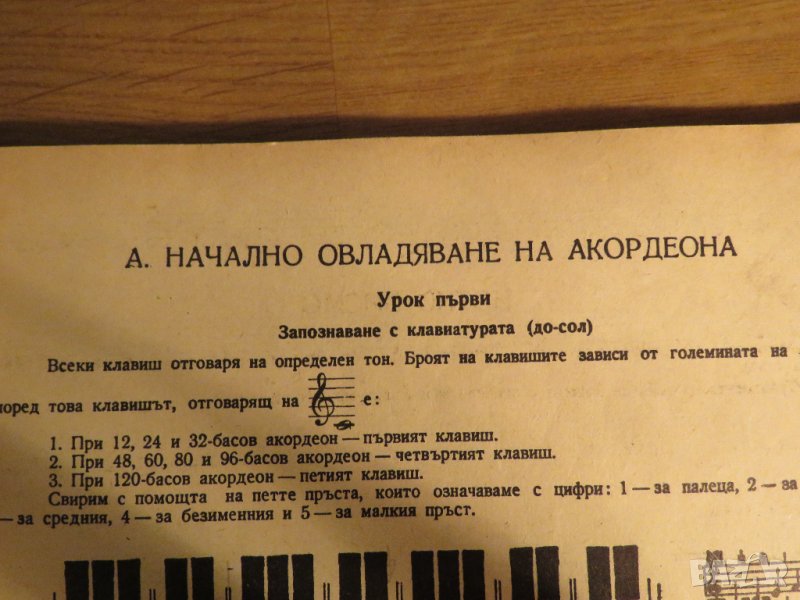 А. НАЧАЛНО ОВЛАДЯВАНЕ НА АКОРДЕОНА
Урок първи
Запознаване с клавиатурата (до-сол)
Всеки клавиш отговаря на определен тон. Броят на клавишите зависи от големината на
поред това клавишът, отговарящ на е:
1. При 12, 24 и 32-басов акордеон — първият клавиш.
2. При 48, 60, 80 и 96-басов акордеон — четвъртият клавиш.
3. При 120-басов акордеон — петият клавиш.
Свирим с помощта на петте пръста, които означаваме с цифри: 1 — за палеца, 2 — за
— за средния, 4 — за безименния и 5 — за малкия пръст.
BAZAR